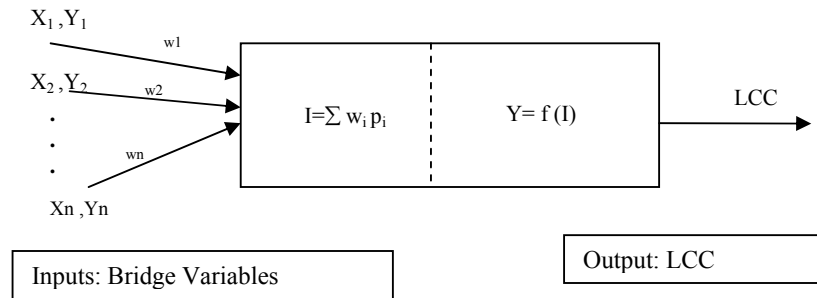 X₁ ,Y₁
w1
X₂ ,Y₂
w2
.
.
.
wn
Xn ,Yn
I=∑ wᵢ pᵢ
Y= f (I)
LCC
Inputs: Bridge Variables
Output: LCC